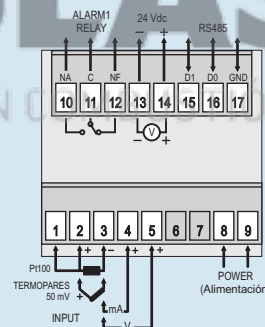 ALARM1 RELAY
24 Vdc
RS485
− +
NA C NF D1 D0 GND
10 11 12 13 14 15 16 17
− V +
1 2 3 4 5 6 7 8 9
+ − + +
Pt100
TERMOPARES
50 mV +
mA
V
INPUT
POWER
(Alimentación